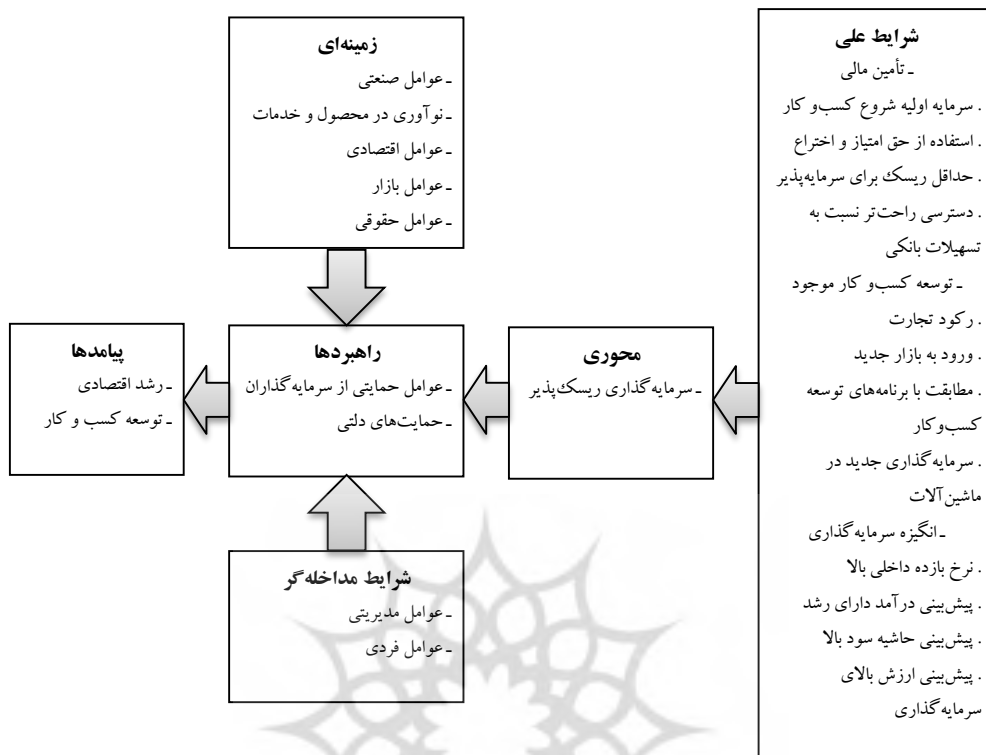 شرایط علی
ـ تأمین مالی
. سرمایه اولیه شروع کسب‌و کار
. استفاده از حق امتیاز و اختراع
. حداقل ریسک برای سرمایه‌پذیر
. دسترسی راحت‌تر نسبت به
تسهیلات بانکی
ـ توسعه کسب‌و کار موجود
. رکود تجارت
. ورود به بازار جدید
. مطابقت با برنامه‌های توسعه
کسب‌وکار
. سرمایه‌گذاری جدید در
ماشین‌آلات
ـ انگیزه سرمایه‌گذاری
. نرخ بازده داخلی بالا
. پیش‌بینی درآمد دارای رشد
. پیش‌بینی حاشیه سود بالا
. پیش‌بینی ارزش بالای
سرمایه‌گذاری
محوری
ـ سرمایه‌گذاری ریسک‌پذیر
زمینه‌ای
ـ عوامل صنعتی
ـ نوآوری در محصول و خدمات
ـ عوامل اقتصادی
ـ عوامل بازار
ـ عوامل حقوقی
راهبردها
ـ عوامل حمایتی از سرمایه‌گذاران
ـ حمایت‌های دلتی
شرایط مداخله‌گر
ـ عوامل مدیریتی
ـ عوامل فردی
پیامدها
ـ رشد اقتصادی
ـ توسعه کسب و کار